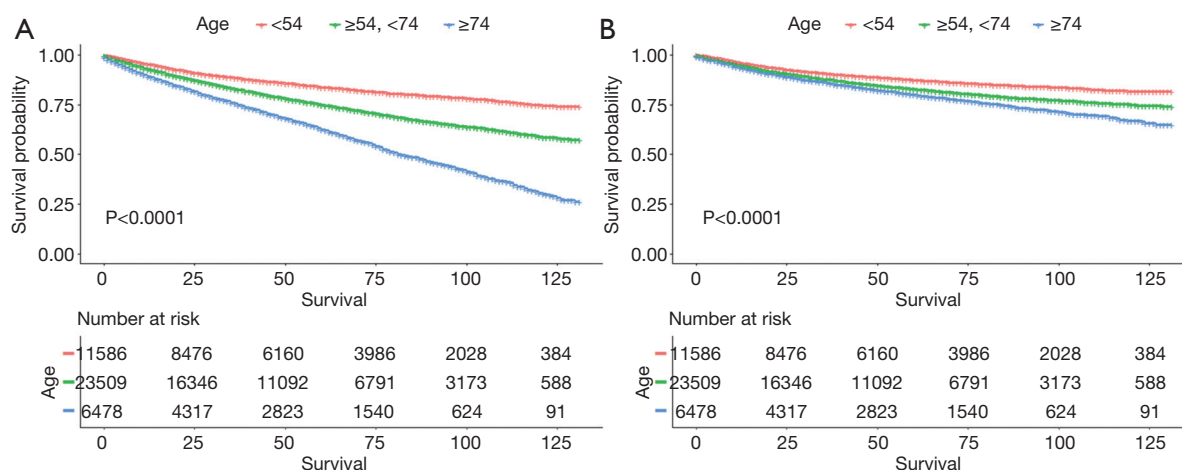 A
Age <54 ≥54, <74 ≥74
1.00
0.75
0.50
0.25
0.00
Survival probability
P<0.0001
0 25 50 75 100 125
Survival
Number at risk
Age
11586 8476 6160 3986 2028 384
23509 16346 11092 6791 3173 588
6478 4317 2823 1540 624 91
0 25 50 75 100 125
Survival
B
Age <54 ≥54, <74 ≥74
1.00
0.75
0.50
0.25
0.00
Survival probability
P<0.0001
0 25 50 75 100 125
Survival
Number at risk
Age
11586 8476 6160 3986 2028 384
23509 16346 11092 6791 3173 588
6478 4317 2823 1540 624 91
0 25 50 75 100 125
Survival